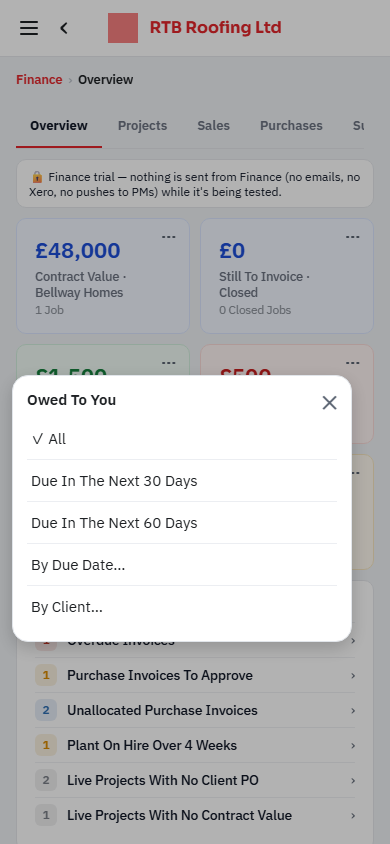 RTB Roofing Ltd
Finance › Overview
Overview Projects Sales Purchases
🔒 Finance trial — nothing is sent from Finance (no emails, no
Xero, no pushes to PMs) while it's being tested.
£48,000
Contract Value ·
Bellway Homes
1 Job
£0
Still To Invoice ·
Closed
0 Closed Jobs
£1,500
£500
Owed To You
✓ All
Due In The Next 30 Days
Due In The Next 60 Days
By Due Date...
By Client...
Overdue Invoices ›
1 Purchase Invoices To Approve ›
2 Unallocated Purchase Invoices ›
1 Plant On Hire Over 4 Weeks ›
2 Live Projects With No Client PO ›
1 Live Projects With No Contract Value ›